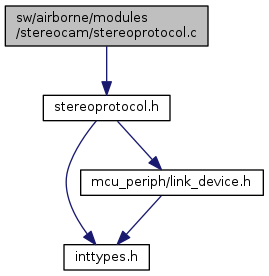 sw/airborne/modules
/stereocam/stereoprotocol.c
stereoprotocol.h
mcu_periph/link_device.h
inttypes.h